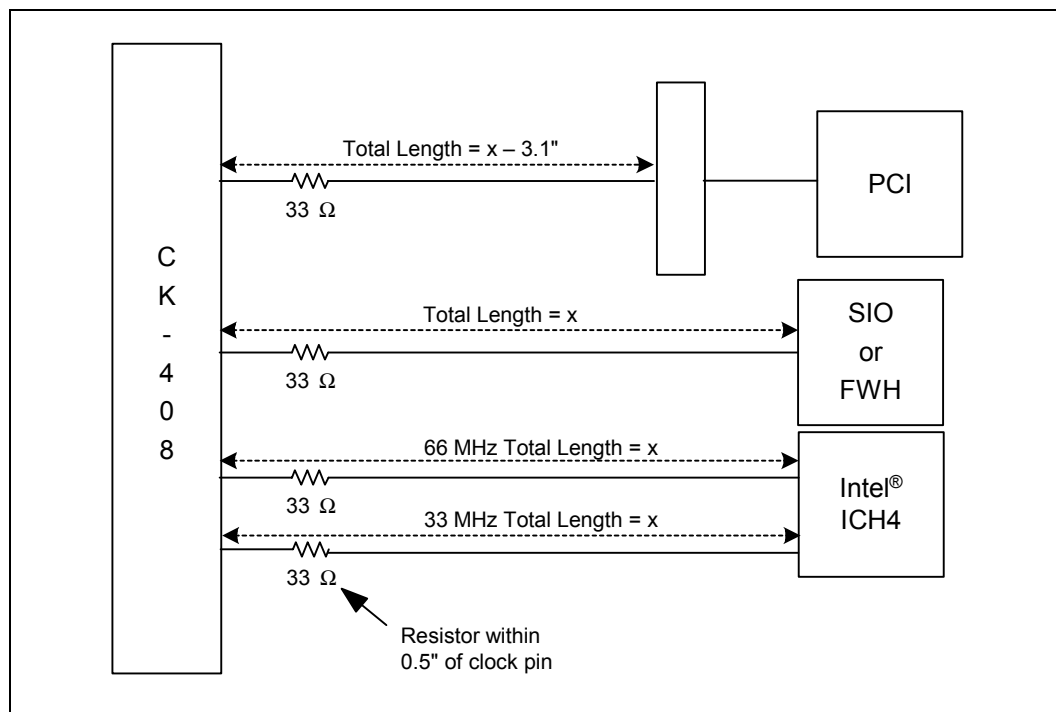 Total Length = x – 3.1"
33 Ω
PCI
C
K
-
4
0
8
Total Length = x
33 Ω
SIO
or
FWH
66 MHz Total Length = x
33 Ω
33 MHz Total Length = x
33 Ω
Intel®
ICH4
Resistor within
0.5" of clock pin